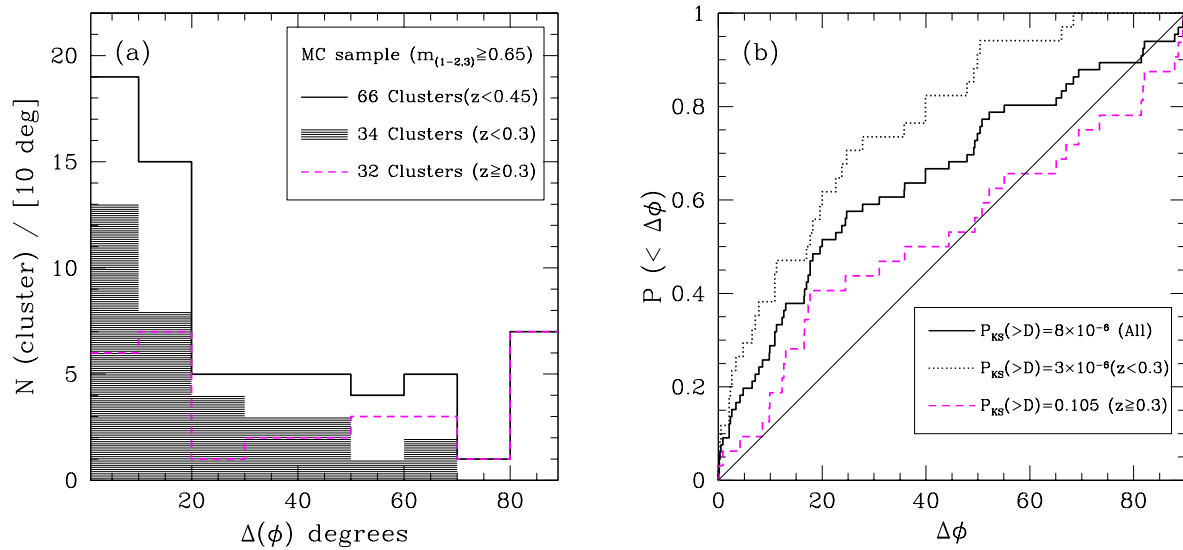 (a)
MC sample (m(1-2,3)≧0.65)
66 Clusters(z<0.45)
34 Clusters (z<0.3)
32 Clusters (z≧0.3)
N (cluster) / [10 deg]
20
15
10
5
0
0 20 40 60 80
Δ(ϕ) degrees
(b)
P (< Δϕ)
1
0.8
0.6
0.4
0.2
0
P_KS(>D)=8×10⁻⁶ (All)
P_KS(>D)=3×10⁻⁶(z<0.3)
P_KS(>D)=0.105 (z≧0.3)
0 20 40 60 80
Δϕ